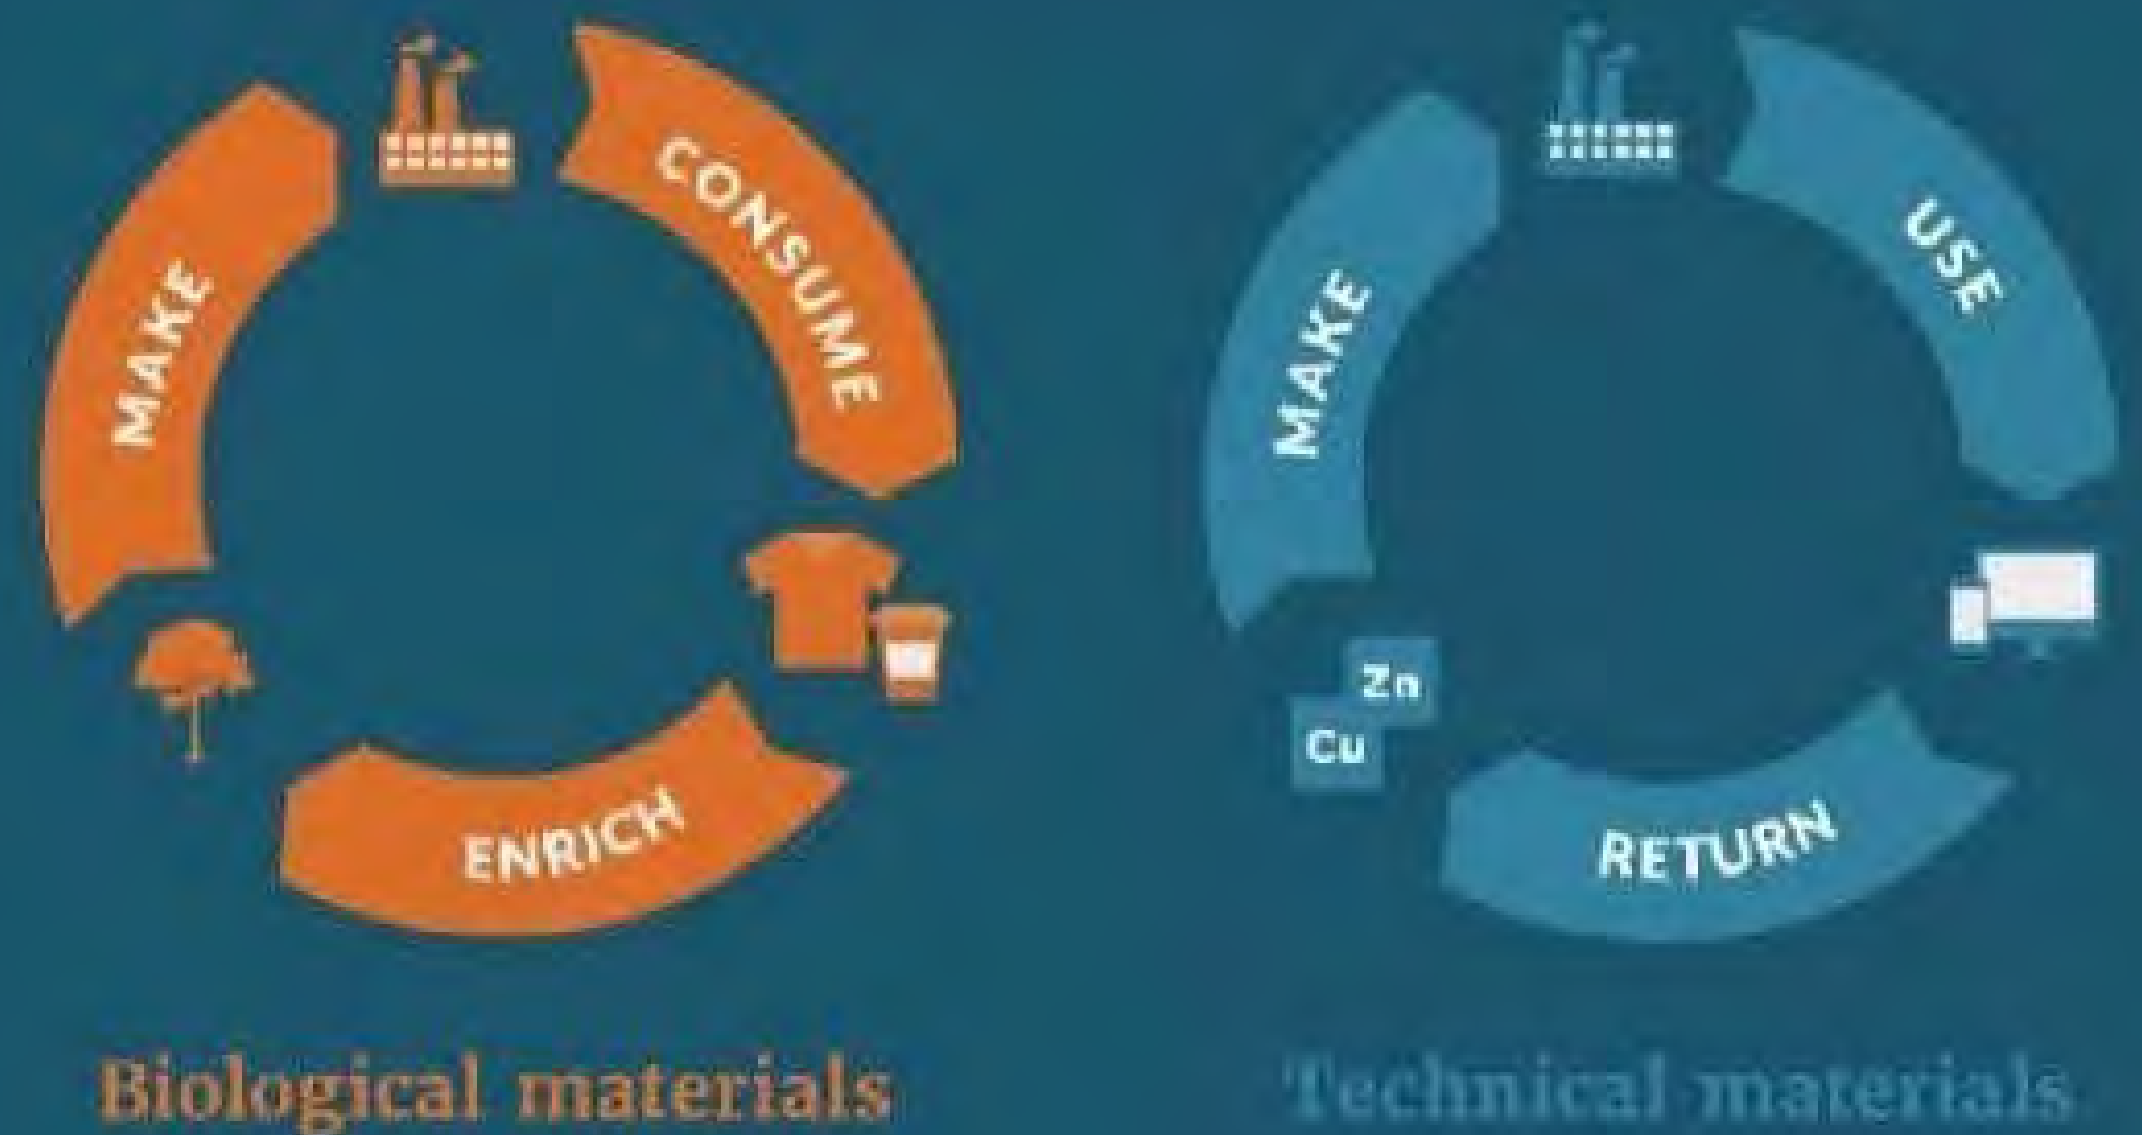 MAKE
CONSUME
ENRICH
Biological materials
MAKE
USE
Zn
Cu
RETURN
Technical materials